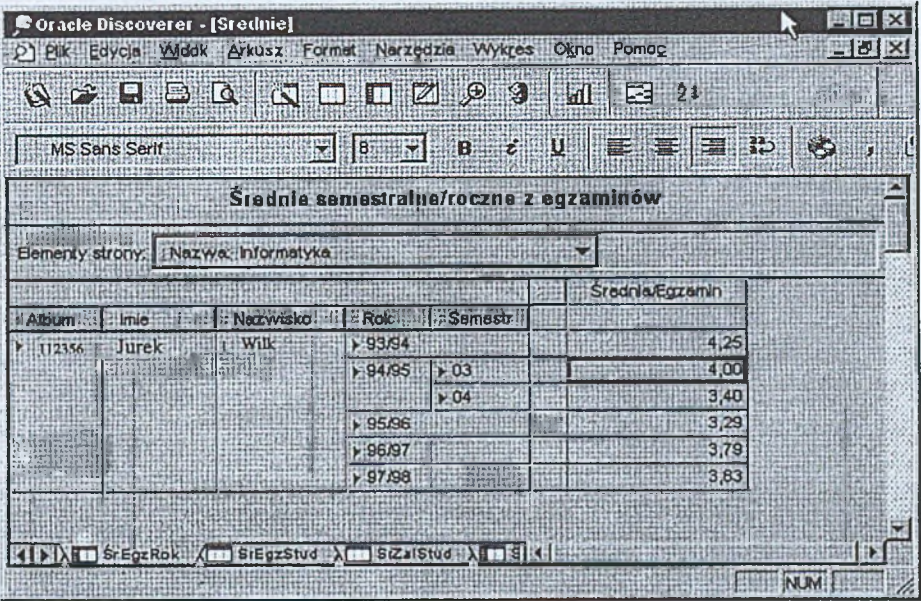 Oracle Discoverer - [Srednie]
Plik Edycja Widok Arkusz Format Narzędzia Wykres Okno Pomoc
MS Sans Serif 8 B i U
Średnie semestralne/roczne z egzaminów
Elementy strony: Nazwa: Informatyka
Średnia/Egzamin
Album Imie Nazwisko Rok Semestr
112356 Jurek Wilk 93/94 4,25
94/95 03 4,00
04 3,40
95/96 3,29
96/97 3,79
97/98 3,83
ŚrEgzRok SrEgzStud SrZalStud S
NUM